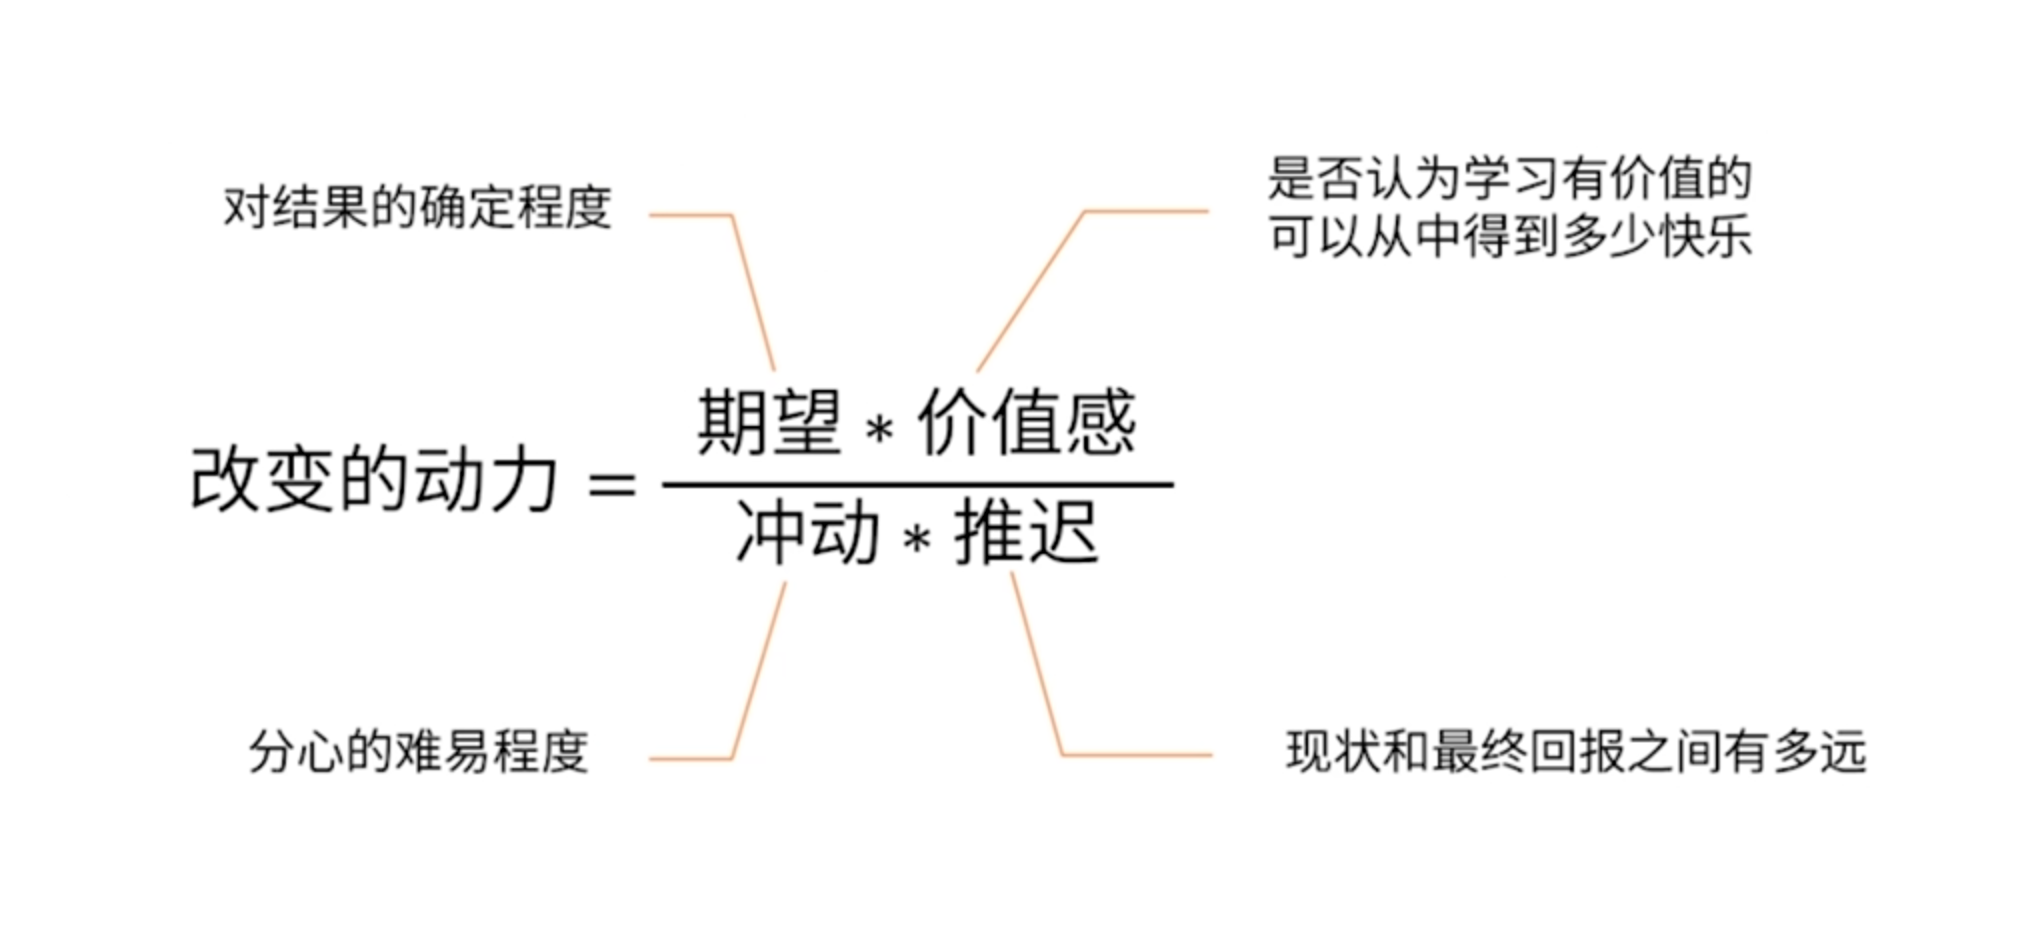 对结果的确定程度
是否认为学习有价值的
可以从中得到多少快乐
期望 * 价值感
改变的动力 =
冲动 * 推迟
分心的难易程度
现状和最终回报之间有多远